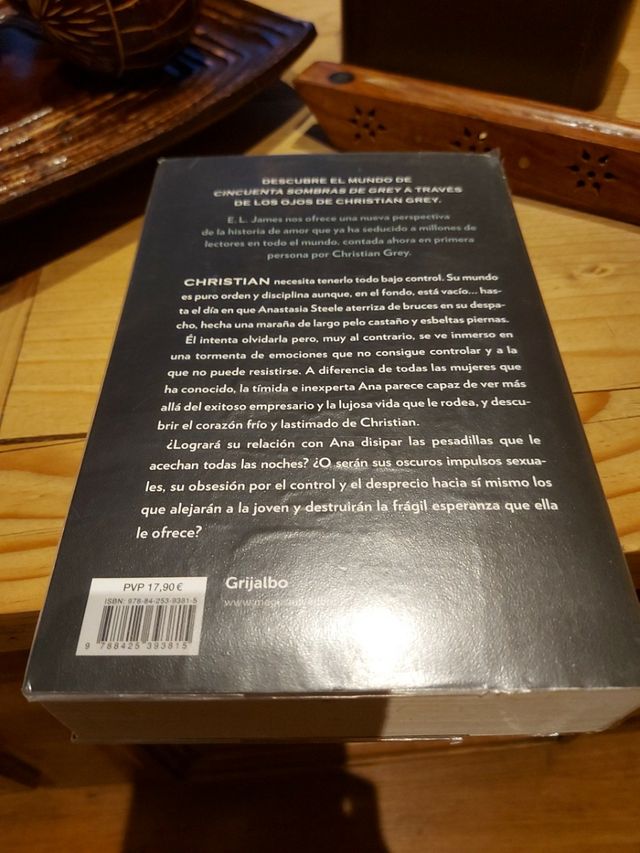 DESCUBRE EL MUNDO DE
CINCUENTA SOMBRAS DE GREY A TRAVÉS
DE LOS OJOS DE CHRISTIAN GREY.
E. L. James nos ofrece una nueva perspectiva
de la historia de amor que ya ha seducido a millones de
lectores en todo el mundo, contada ahora en primera
persona por Christian Grey.
CHRISTIAN necesita tenerlo todo bajo control. Su mundo
es puro orden y disciplina aunque, en el fondo, está vacío... has-
ta el día en que Anastasia Steele aterriza de bruces en su despa-
cho, hecha una maraña de largo pelo castaño y esbeltas piernas.
Él intenta olvidarla pero, muy al contrario, se ve inmerso en
una tormenta de emociones que no consigue controlar y a la
que no puede resistirse. A diferencia de todas las mujeres que
ha conocido, la tímida e inexperta Ana parece capaz de ver más
allá del exitoso empresario y la lujosa vida que le rodea, y descu-
brir el corazón frío y lastimado de Christian.
¿Logrará su relación con Ana disipar las pesadillas que le
acechan todas las noches? ¿O serán sus oscuros impulsos sexua-
les, su obsesión por el control y el desprecio hacia sí mismo los
que alejarán a la joven y destruirán la frágil esperanza que ella
le ofrece?
PVP 17,90 €
ISBN: 978-84-253-9381-5
9 788425 393815
Grijalbo